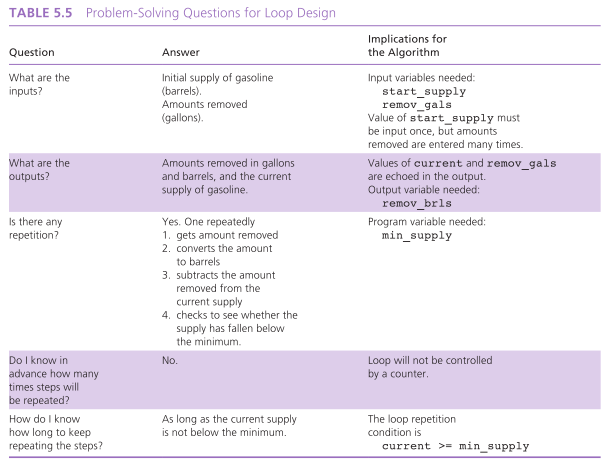 TABLE 5.5 Problem-Solving Questions for Loop Design
Question
Answer
Implications for
the Algorithm
What are the
inputs?
Initial supply of gasoline
(barrels).
Amounts removed
(gallons).
Input variables needed:
start_supply
remov_gals
Value of start_supply must
be input once, but amounts
removed are entered many times.
What are the
outputs?
Amounts removed in gallons
and barrels, and the current
supply of gasoline.
Values of current and remov_gals
are echoed in the output.
Output variable needed:
remov_brls
Is there any
repetition?
Yes. One repeatedly
1. gets amount removed
2. converts the amount
to barrels
3. subtracts the amount
removed from the
current supply
4. checks to see whether the
supply has fallen below
the minimum.
Program variable needed:
min_supply
Do I know in
advance how many
times steps will
be repeated?
No.
Loop will not be controlled
by a counter.
How do I know
how long to keep
repeating the steps?
As long as the current supply
is not below the minimum.
The loop repetition
condition is
current >= min_supply